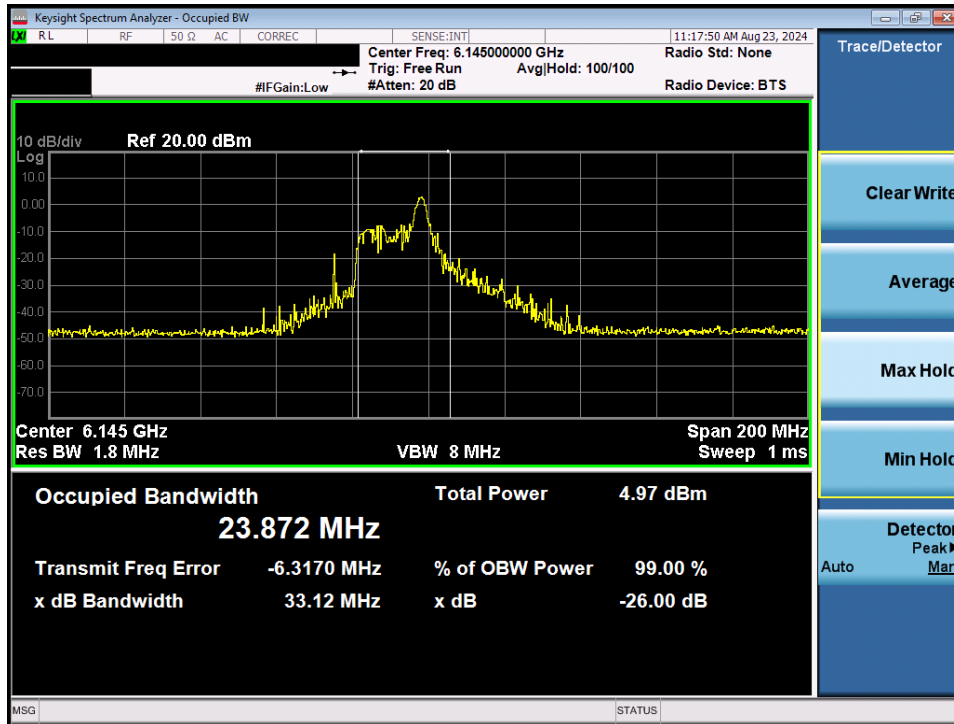 Keysight Spectrum Analyzer - Occupied BW
LXI RL RF 50 Ω AC CORREC SENSE:INT 11:17:50 AM Aug 23, 2024
Center Freq: 6.145000000 GHz Radio Std: None
Trig: Free Run Avg|Hold: 100/100
#IFGain:Low #Atten: 20 dB Radio Device: BTS
10 dB/div Ref 20.00 dBm
Log
10.0
0.00
-10.0
-20.0
-30.0
-40.0
-50.0
-60.0
-70.0
Center 6.145 GHz Span 200 MHz
Res BW 1.8 MHz VBW 8 MHz Sweep 1 ms
Occupied Bandwidth Total Power 4.97 dBm
23.872 MHz
Transmit Freq Error -6.3170 MHz % of OBW Power 99.00 %
x dB Bandwidth 33.12 MHz x dB -26.00 dB
MSG STATUS
Trace/Detector
Clear Write
Average
Max Hold
Min Hold
Detector
Peak
Auto Man